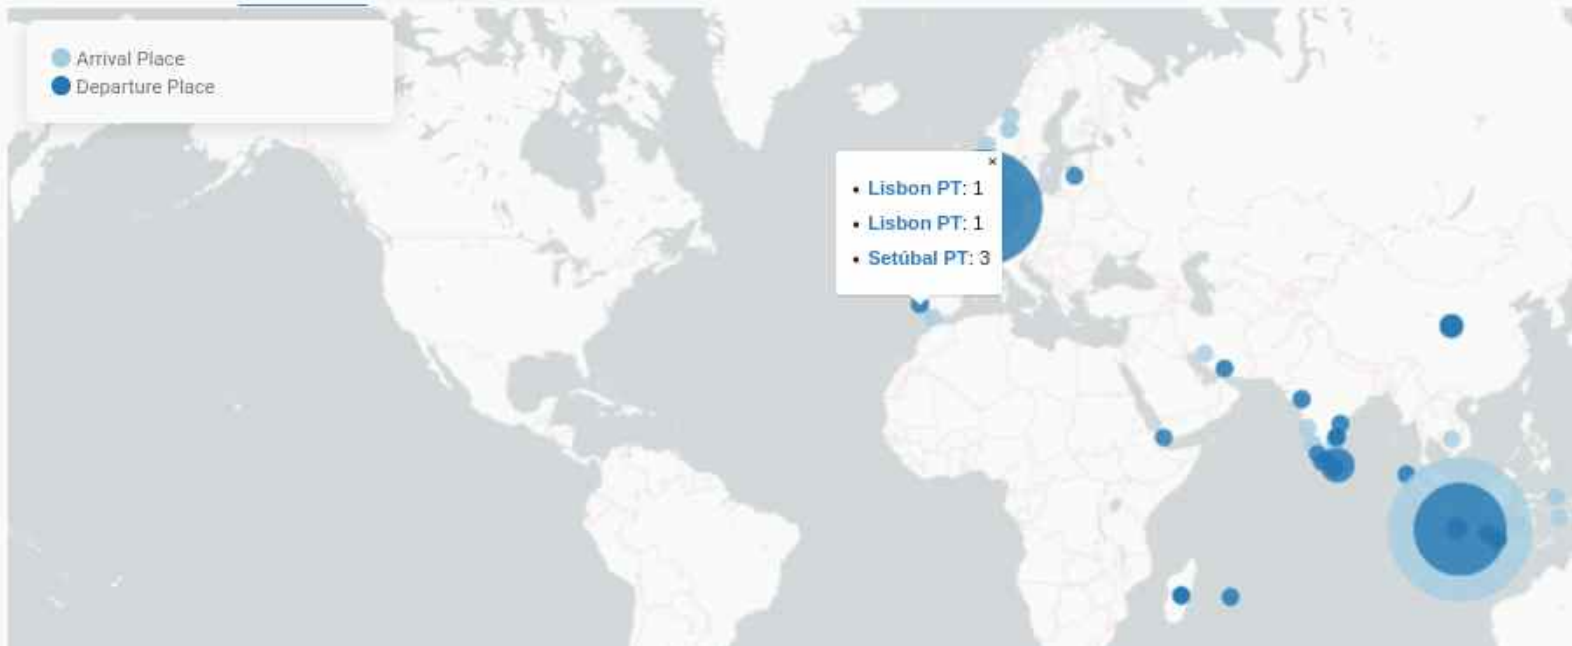 Arrival Place
Departure Place
×
• Lisbon PT: 1
• Lisbon PT: 1
• Setúbal PT: 3